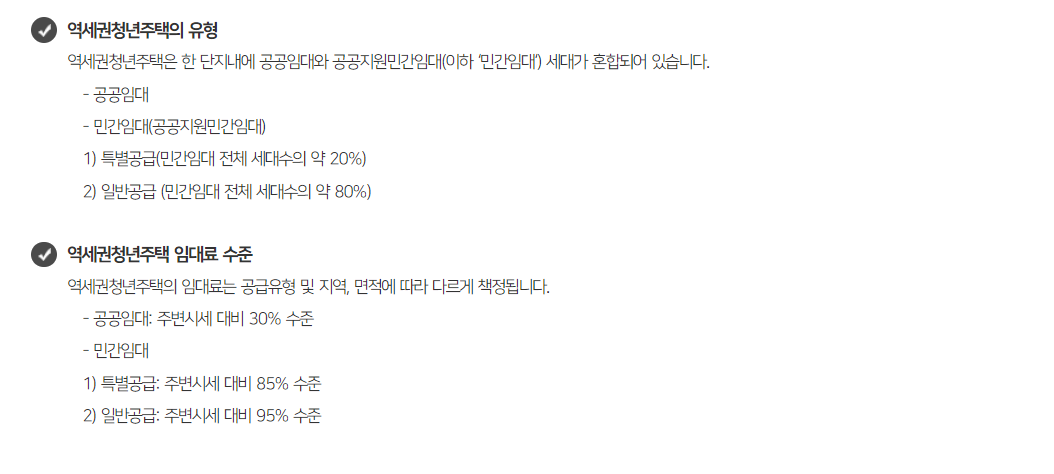 역세권청년주택의 유형
역세권청년주택은 한 단지내에 공공임대와 공공지원민간임대(이하 ‘민간임대’) 세대가 혼합되어 있습니다.
- 공공임대
- 민간임대(공공지원민간임대)
1) 특별공급(민간임대 전체 세대수의 약 20%)
2) 일반공급 (민간임대 전체 세대수의 약 80%)
역세권청년주택 임대료 수준
역세권청년주택의 임대료는 공급유형 및 지역, 면적에 따라 다르게 책정됩니다.
- 공공임대: 주변시세 대비 30% 수준
- 민간임대
1) 특별공급: 주변시세 대비 85% 수준
2) 일반공급: 주변시세 대비 95% 수준